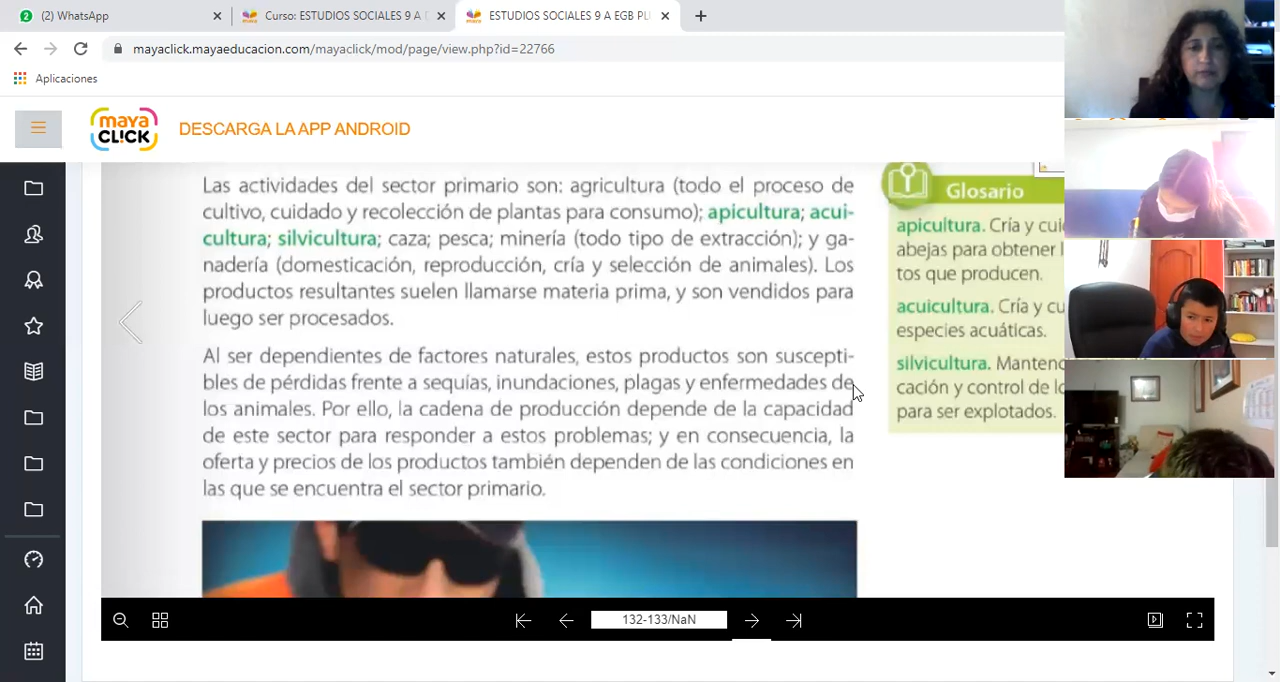 (2) WhatsApp
Curso: ESTUDIOS SOCIALES 9 A
ESTUDIOS SOCIALES 9 A EGB PLU
mayaclick.mayaeducacion.com/mayaclick/mod/page/view.php?id=22766
Aplicaciones
maya CLICK
DESCARGA LA APP ANDROID
Las actividades del sector primario son: agricultura (todo el proceso de
cultivo, cuidado y recolección de plantas para consumo); apicultura; acui-
cultura; silvicultura; caza; pesca; minería (todo tipo de extracción); y ga-
nadería (domesticación, reproducción, cría y selección de animales). Los
productos resultantes suelen llamarse materia prima, y son vendidos para
luego ser procesados.
Al ser dependientes de factores naturales, estos productos son suscepti-
bles de pérdidas frente a sequías, inundaciones, plagas y enfermedades de
los animales. Por ello, la cadena de producción depende de la capacidad
de este sector para responder a estos problemas; y en consecuencia, la
oferta y precios de los productos también dependen de las condiciones en
las que se encuentra el sector primario.
Glosario
apicultura. Cría y cui
abejas para obtener l
tos que producen.
acuicultura. Cría y cu
especies acuáticas.
silvicultura. Mantenc
cación y control de lo
para ser explotados.
132-133/NaN